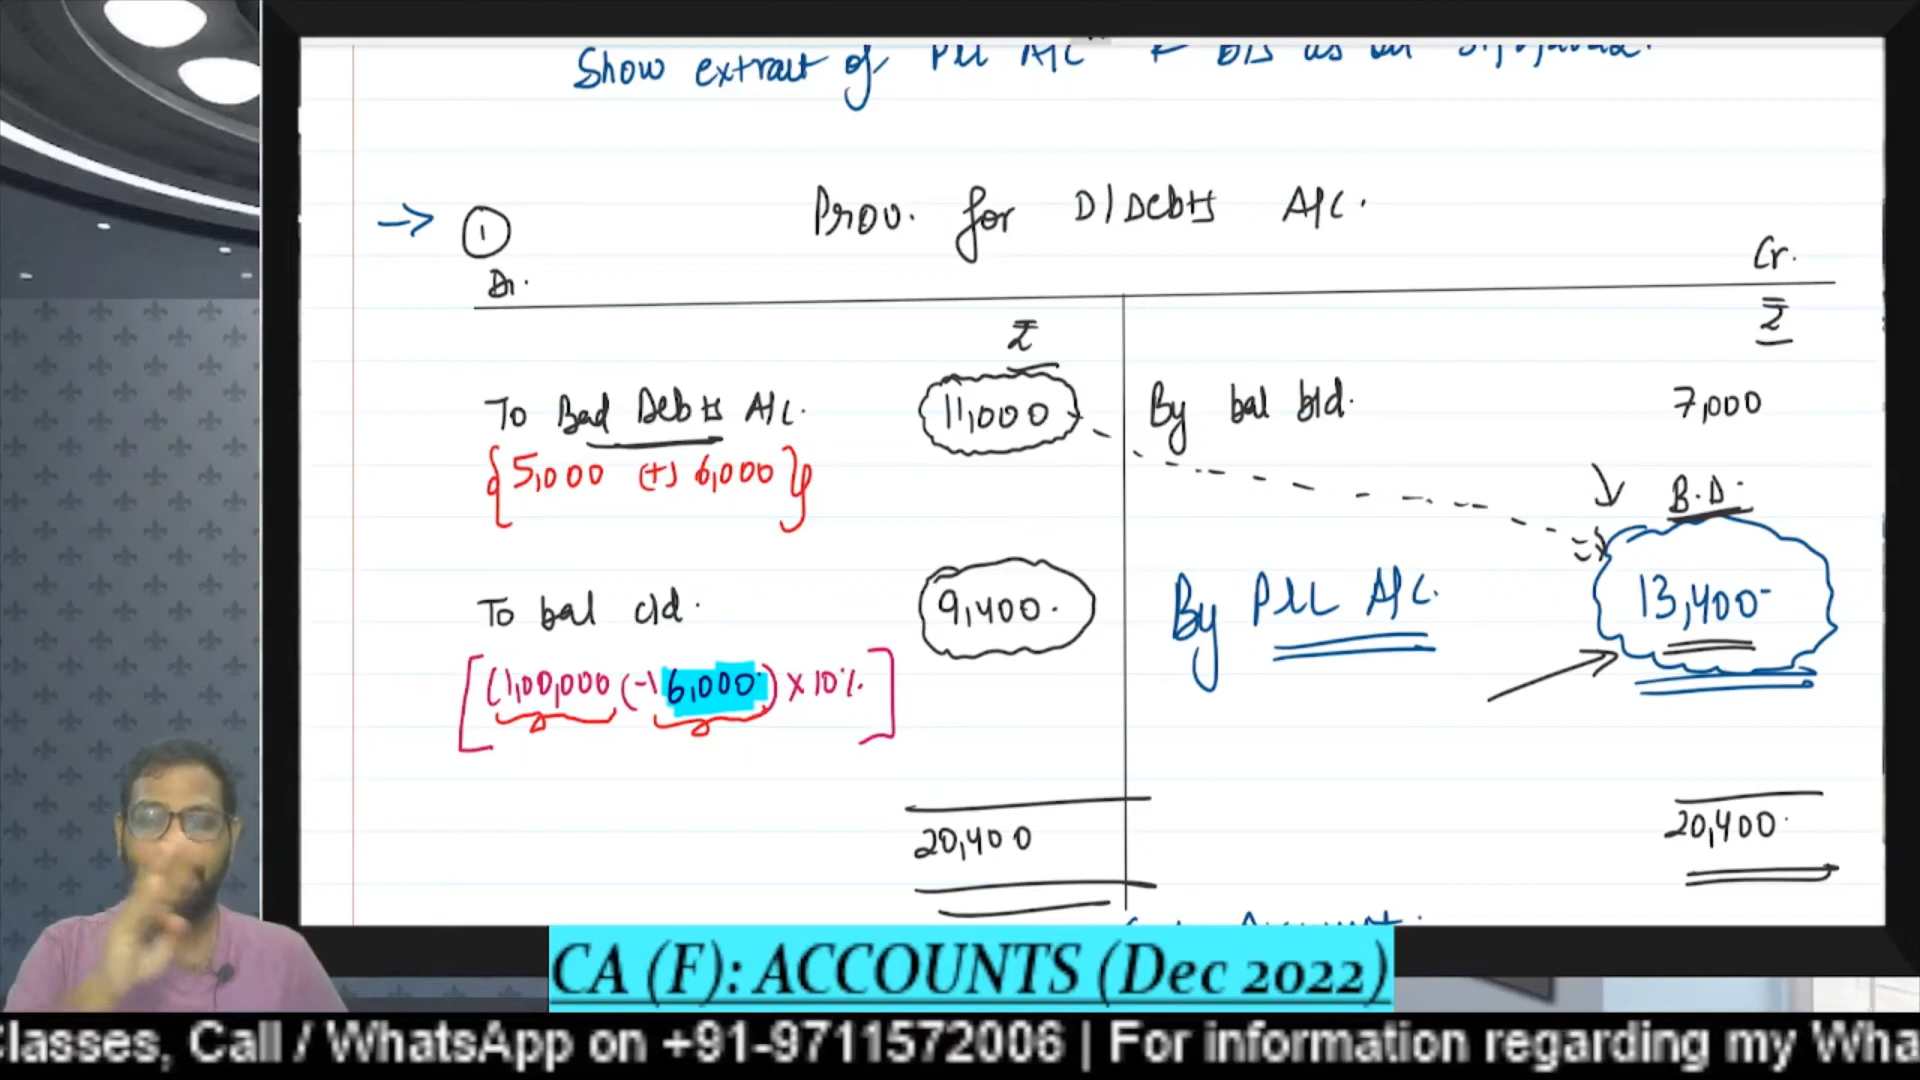 Show extract of P&L A/C
① Prov. for D/Debts A/C.
Dr. Cr.
₹ ₹
To Bad Debts A/C. 11,000 By bal b/d. 7,000
{5,000 (+) 6,000}
B.D.
To bal c/d. 9,400. By P&L A/C. 13,400
[(1,00,000 (-) 6,000) × 10%]
20,400 20,400
CA (F): ACCOUNTS (Dec 2022)
Classes, Call / WhatsApp on +91-9711572006 | For information regarding my Wha